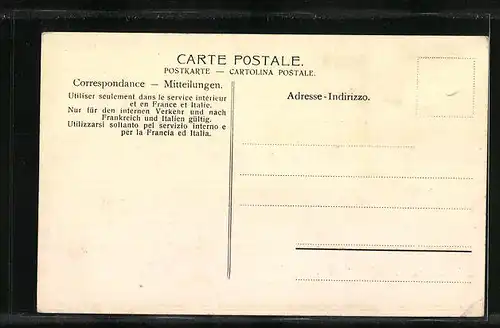 CARTE POSTALE.
POSTKARTE — CARTOLINA POSTALE.
Correspondance — Mitteilungen.
Utiliser seulement dans le service intérieur
et en France et Italie.
Nur für den internen Verkehr und nach
Frankreich und Italien gültig.
Utilizzarsi soltanto pel servizio interno e
per la Francia ed Italia.
Adresse-Indirizzo.